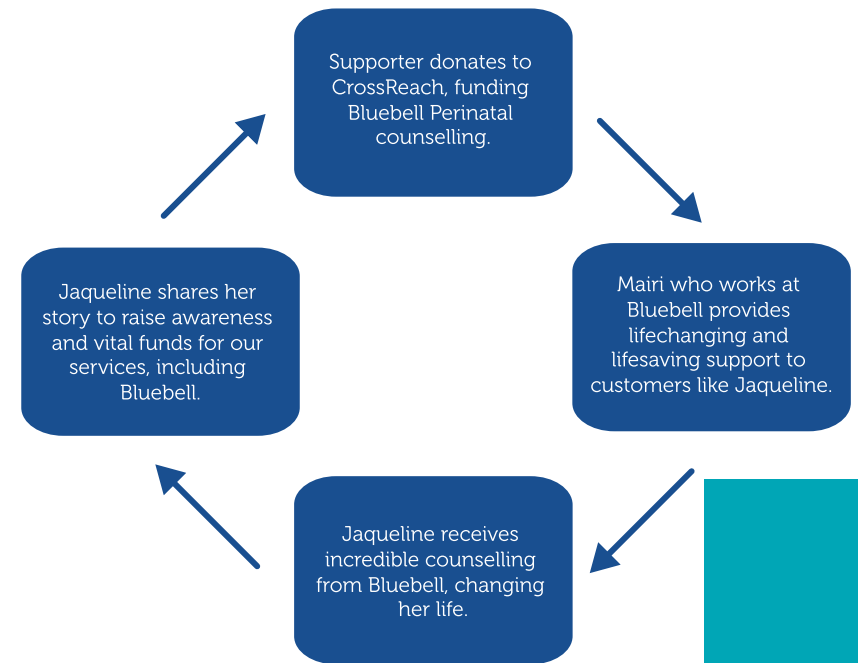 Supporter donates to
CrossReach, funding
Bluebell Perinatal
counselling.
Mairi who works at
Bluebell provides
lifechanging and
lifesaving support to
customers like Jaqueline.
Jaqueline receives
incredible counselling
from Bluebell, changing
her life.
Jaqueline shares her
story to raise awareness
and vital funds for our
services, including
Bluebell.